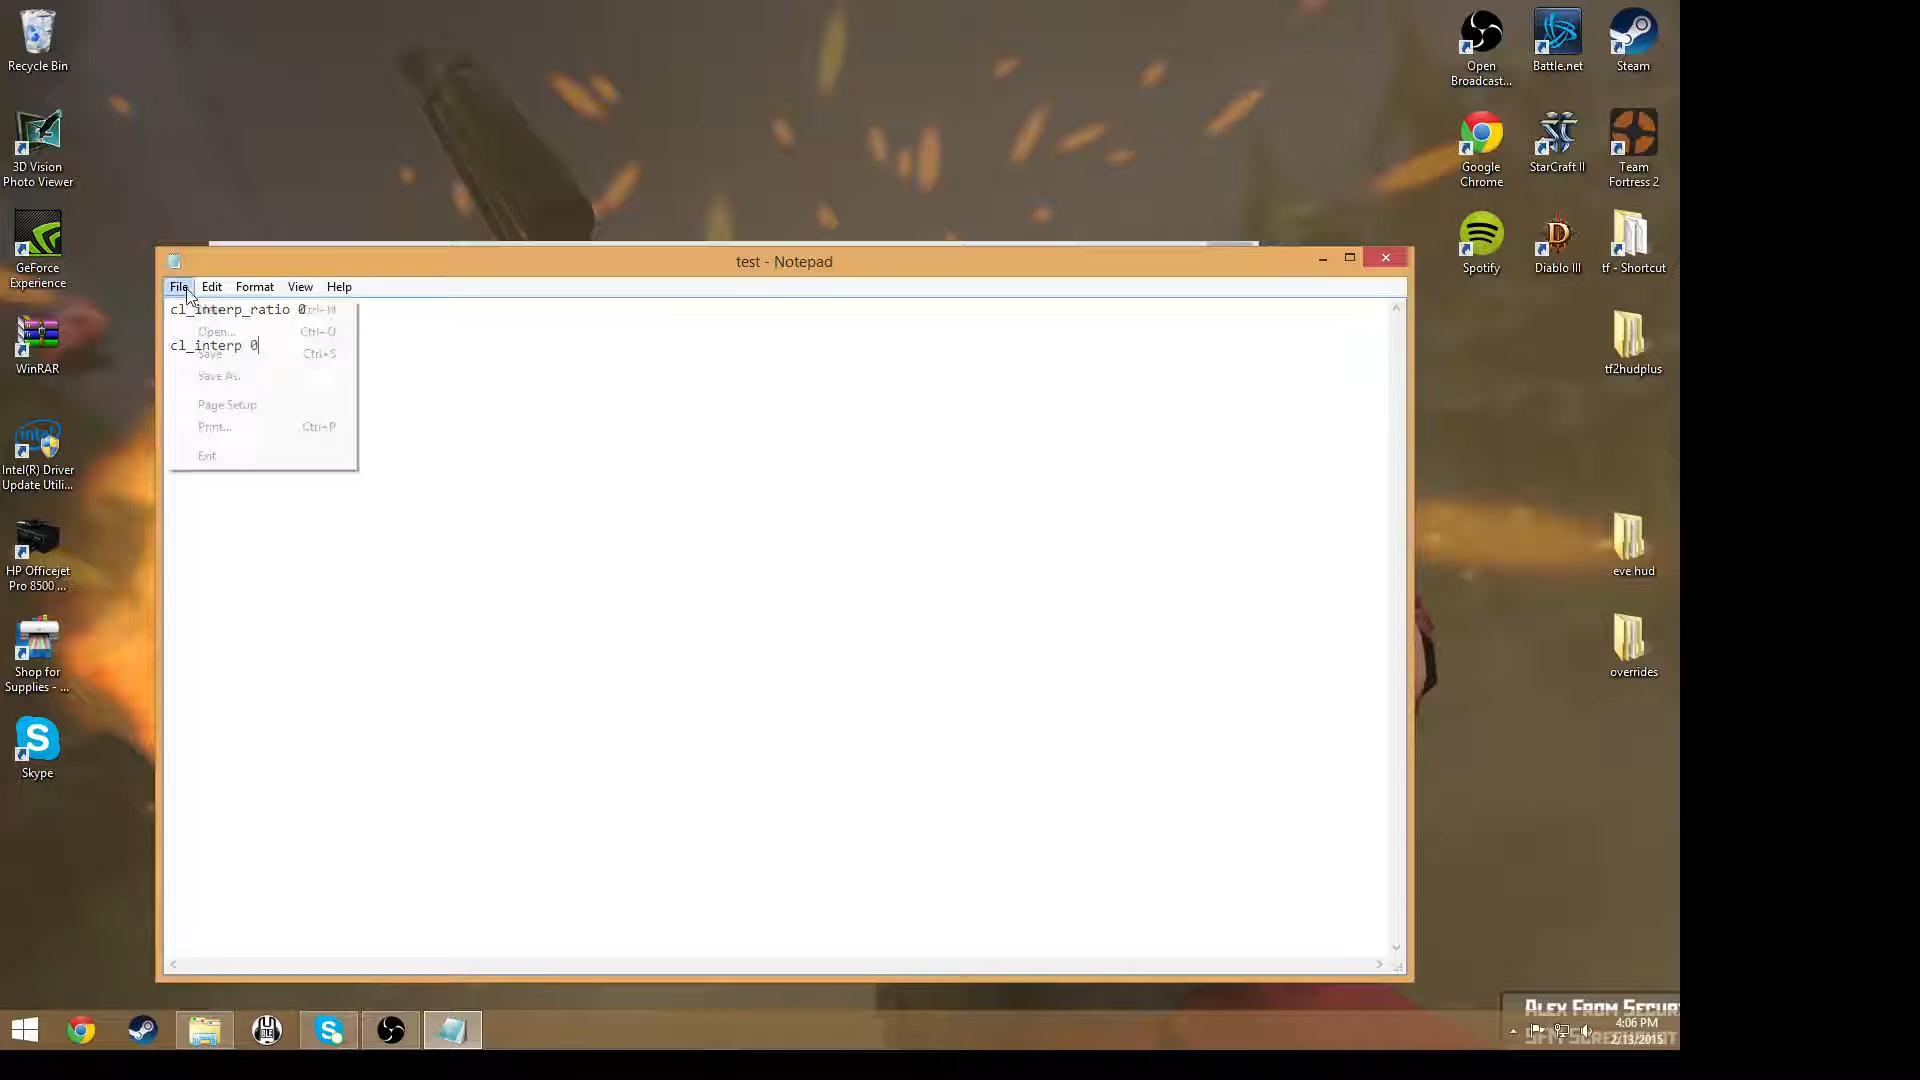 Recycle Bin
3D Vision
Photo Viewer
GeForce
Experience
WinRAR
Intel(R) Driver
Update Utili...
HP Officejet
Pro 8500 ...
Shop for
Supplies - ...
Skype
Open
Broadcast...
Battle.net
Steam
Google
Chrome
StarCraft II
Team
Fortress 2
Spotify
Diablo III
tf - Shortcut
tf2hudplus
eve hud
overrides
test - Notepad
File Edit Format View Help
cl_interp_ratio 0
cl_interp 0
Ctrl+N
Open... Ctrl+O
Save Ctrl+S
Save As.
Page Setup
Print... Ctrl+P
Exit
4:06 PM
2/13/2015